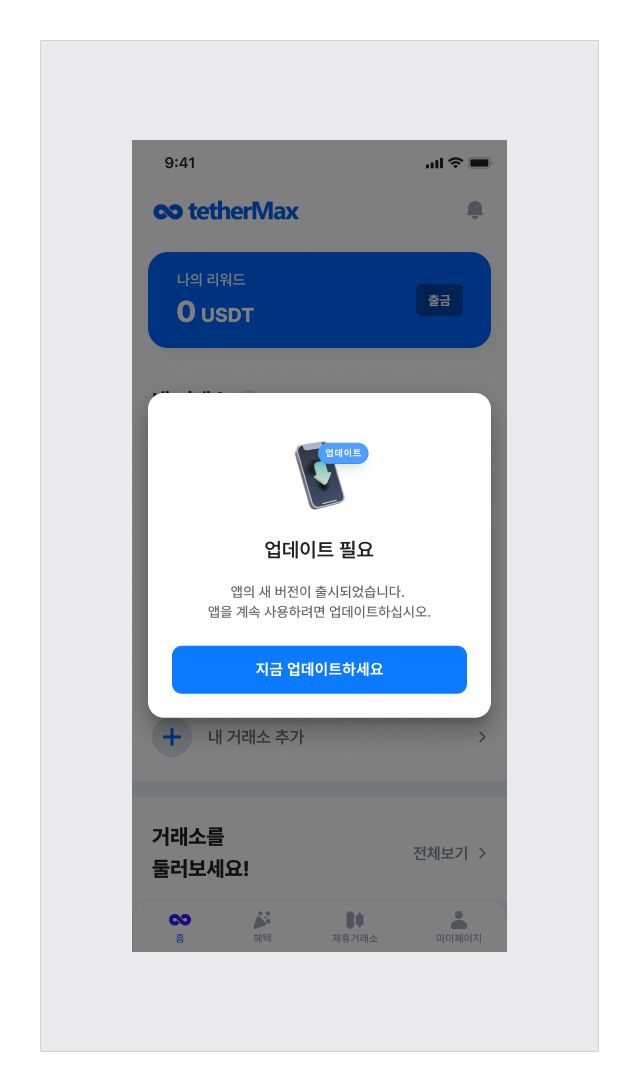 9:41
tetherMax
나의 리워드
0 USDT
출금
업데이트
업데이트 필요
앱의 새 버전이 출시되었습니다.
앱을 계속 사용하려면 업데이트하십시오.
지금 업데이트하세요
내 거래소 추가
거래소를
둘러보세요!
전체보기
홈
혜택
제휴거래소
마이페이지